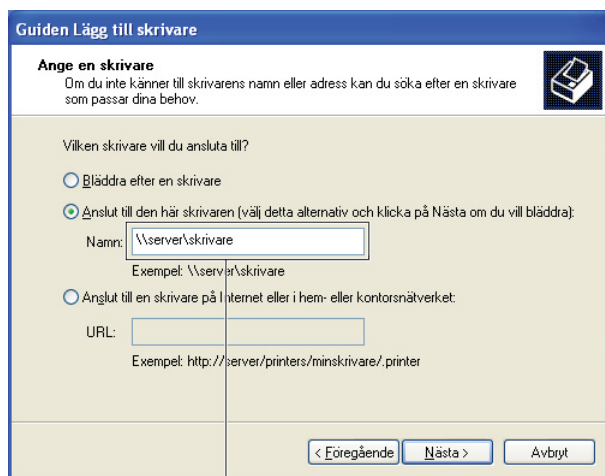 Guiden Lägg till skrivare
Ange en skrivare
Om du inte känner till skrivarens namn eller adress kan du söka efter en skrivare
som passar dina behov.
Vilken skrivare vill du ansluta till?
Bläddra efter en skrivare
Anslut till den här skrivaren (välj detta alternativ och klicka på Nästa om du vill bläddra):
Namn: \\server\skrivare
Exempel: \\server\skrivare
Anslut till en skrivare på Internet eller i hem- eller kontorsnätverket:
URL:
Exempel: http://server/printers/minskrivare/.printer
< Föregående Nästa > Avbryt